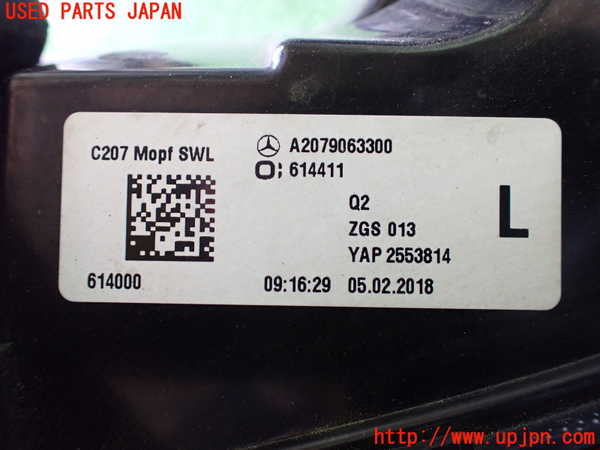 USED PARTS JAPAN
C207 Mopf SWL
A2079063300
614411
Q2
ZGS 013
L
YAP 2553814
614000
09:16:29 05.02.2018
http://www.upjpn.com/